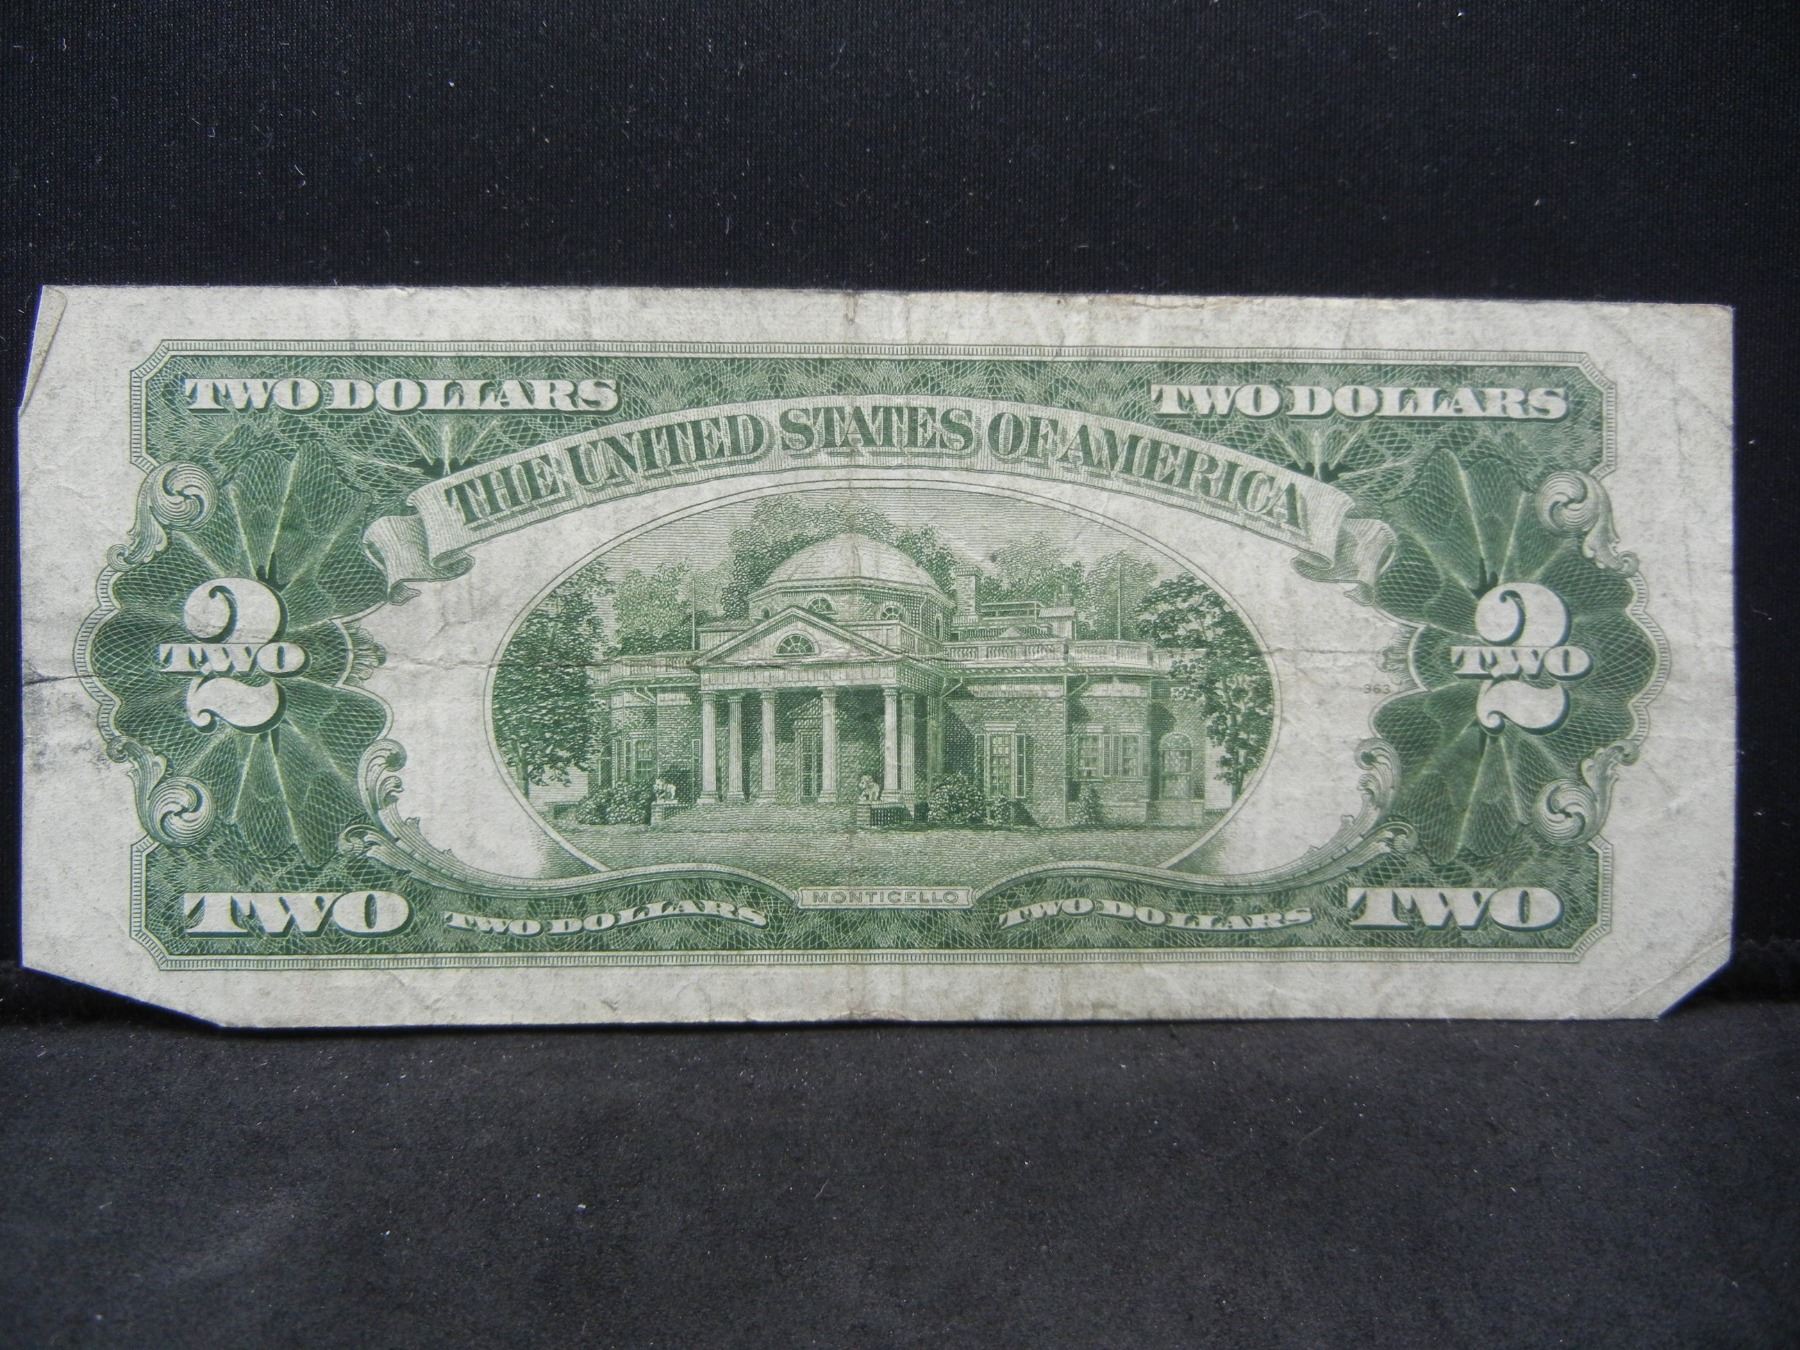 TWO DOLLARS TWO DOLLARS
THE UNITED STATES OF AMERICA
2 TWO 2 TWO
363
MONTICELLO
TWO TWO DOLLARS TWO DOLLARS TWO